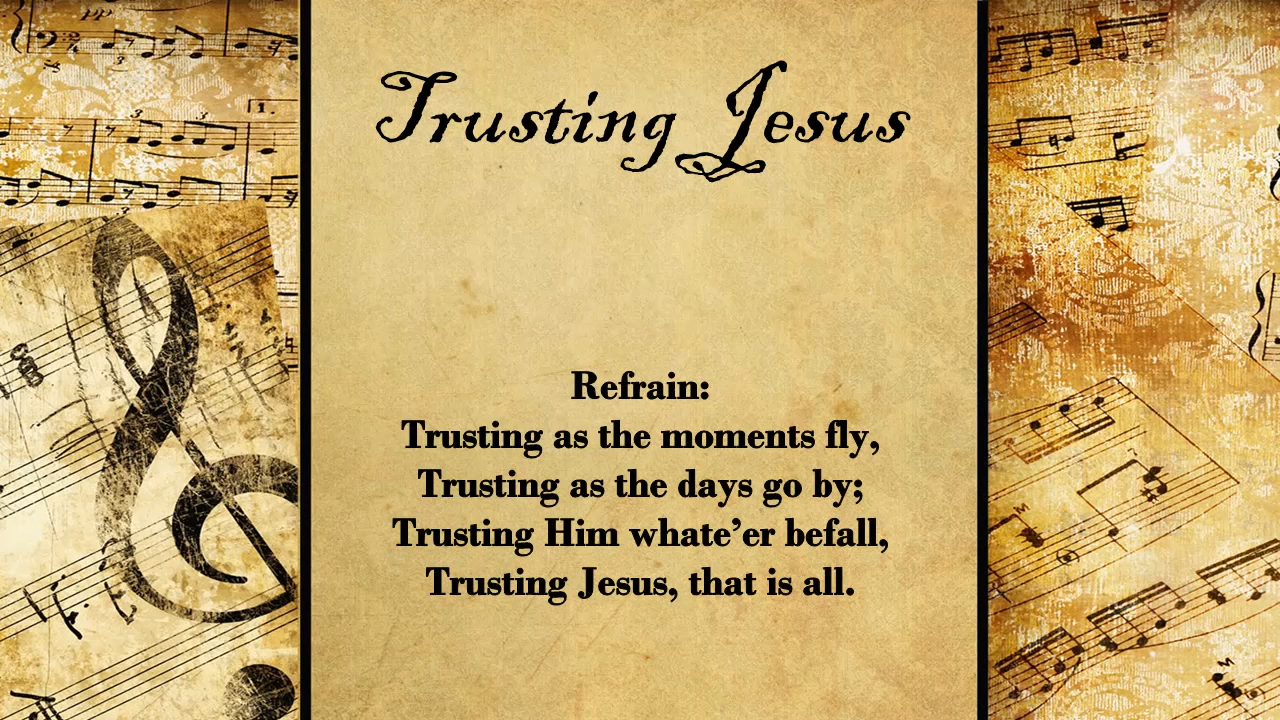 Trusting Jesus
Refrain:
Trusting as the moments fly,
Trusting as the days go by;
Trusting Him whate’er befall,
Trusting Jesus, that is all.